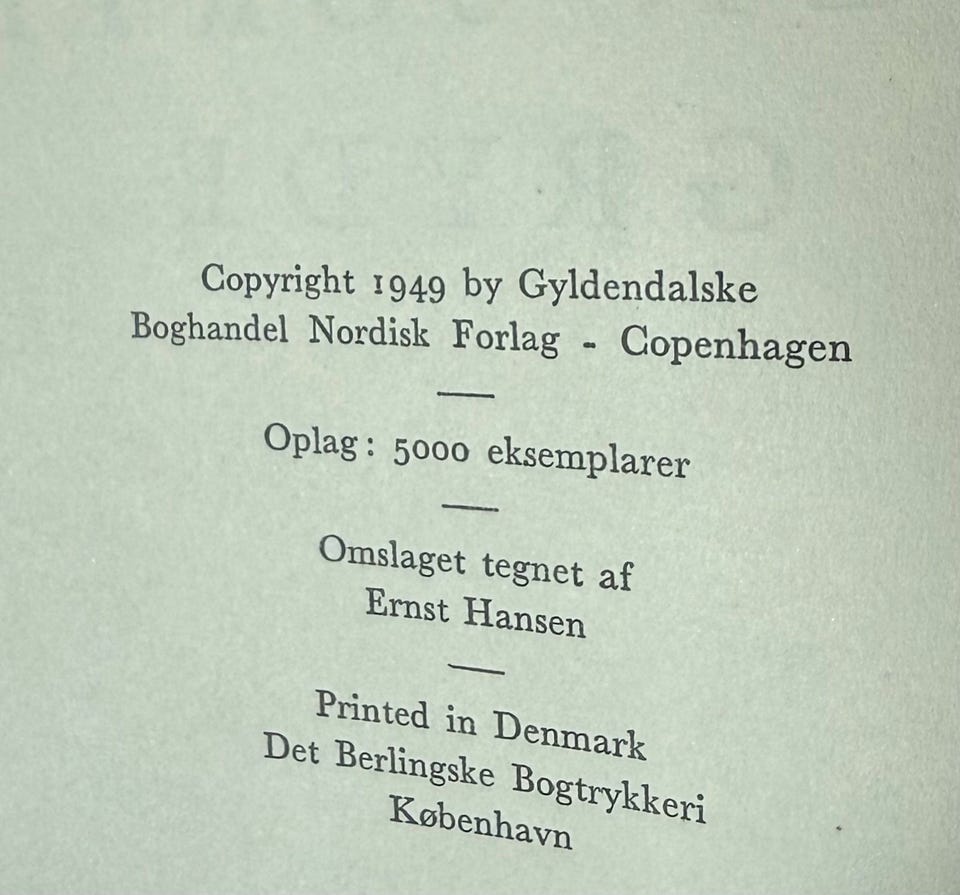 Copyright 1949 by Gyldendalske
Boghandel Nordisk Forlag - Copenhagen
Oplag: 5000 eksemplarer
Omslaget tegnet af
Ernst Hansen
Printed in Denmark
Det Berlingske Bogtrykkeri
København